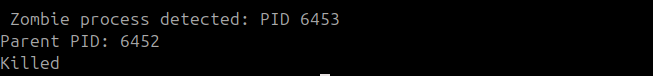 Zombie process detected: PID 6453
Parent PID: 6452
Killed